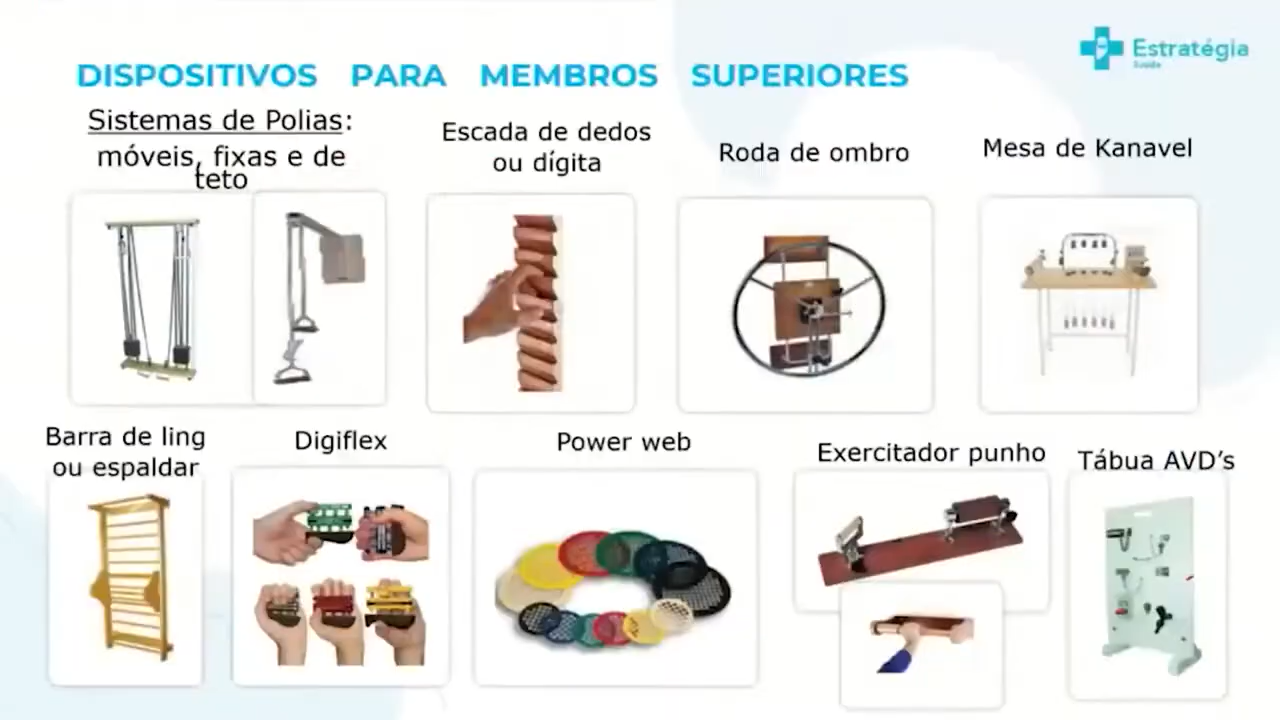 Estratégia
Saúde
DISPOSITIVOS PARA MEMBROS SUPERIORES
Sistemas de Polias:
móveis, fixas e de
teto
Escada de dedos
ou dígita
Roda de ombro
Mesa de Kanavel
Barra de ling
ou espaldar
Digiflex
Power web
Exercitador punho
Tábua AVD’s